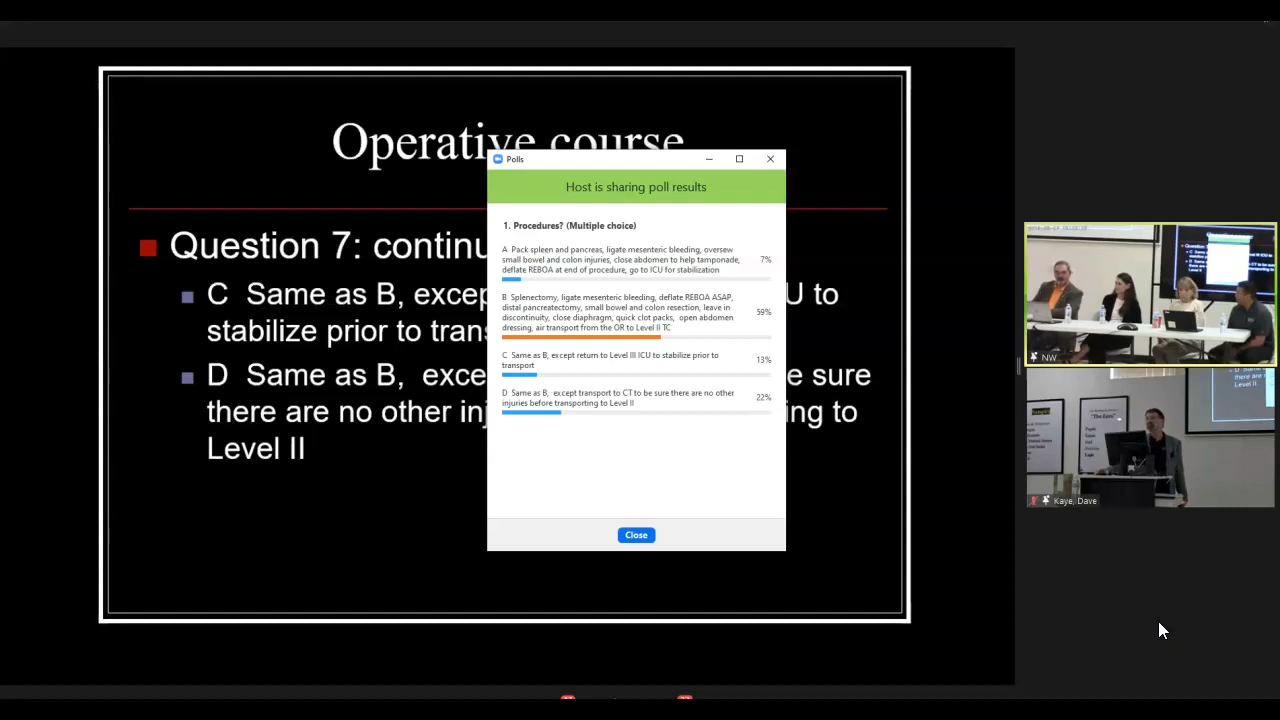 Operative course
Question 7: continu
C Same as B, excep
U to
stabilize prior to trans
D Same as B, exce
e sure
there are no other inj
ing to
Level II
Polls
Host is sharing poll results
1. Procedures? (Multiple choice)
A Pack spleen and pancreas, ligate mesenteric bleeding, oversew
small bowel and colon injuries, close abdomen to help tamponade,
deflate REBOA at end of procedure, go to ICU for stabilization
7%
B Splenectomy, ligate mesenteric bleeding, deflate REBOA ASAP,
distal pancreatectomy, small bowel and colon resection, leave in
discontinuity, close diaphragm, quick clot packs, open abdomen
dressing, air transport from the OR to Level II TC
59%
C Same as B, except return to Level III ICU to stabilize prior to
transport
13%
D Same as B, except transport to CT to be sure there are no other
injuries before transporting to Level II
22%
Close
NW
"The Eyes"
Kaye, Dave